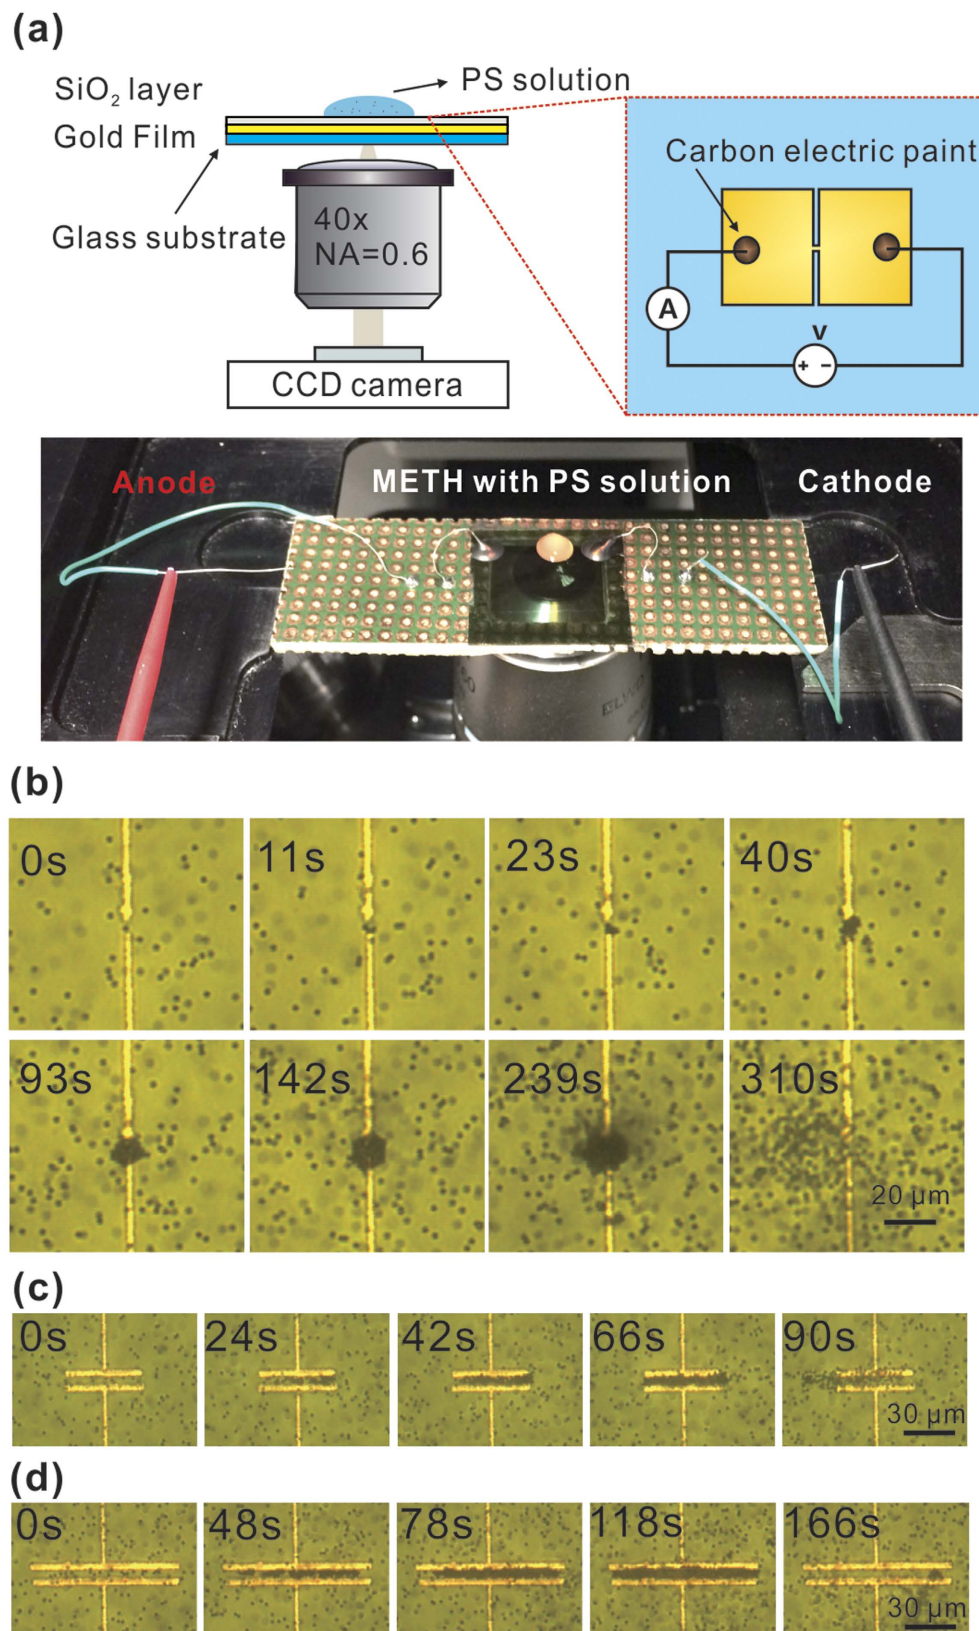 (a)
SiO₂ layer
PS solution
Gold Film
Glass substrate
40x
NA=0.6
CCD camera
Carbon electric paint
A
V
+ -
Anode
METH with PS solution
Cathode
(b)
0s
11s
23s
40s
93s
142s
239s
310s
20 µm
(c)
0s
24s
42s
66s
90s
30 µm
(d)
0s
48s
78s
118s
166s
30 µm